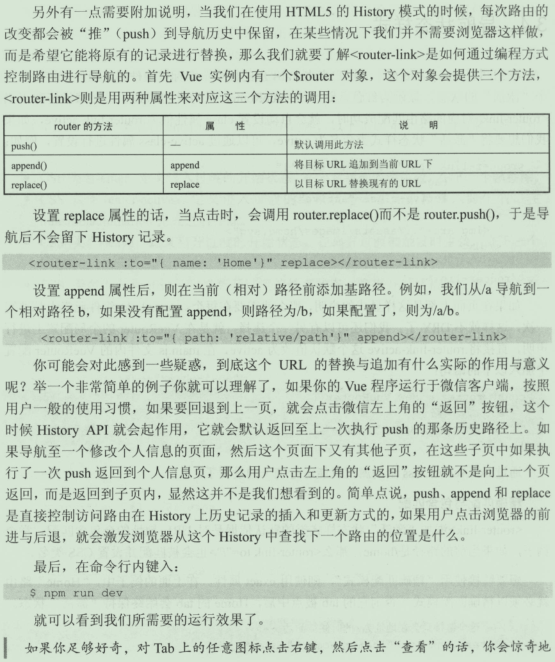 另外有一点需要附加说明，当我们在使用 HTML5 的 History 模式的时候，每次路由的
改变都会被“推”（push）到导航历史中保留，在某些情况下我们并不需要浏览器这样做，
而是希望它能将原有的记录进行替换，那么我们就要了解<router-link>是如何通过编程方式
控制路由进行导航的。首先 Vue 实例内有一个$router 对象，这个对象会提供三个方法，
<router-link>则是用两种属性来对应这三个方法的调用：
router 的方法 属 性 说 明
push() — 默认调用此方法
append() append 将目标 URL 追加到当前 URL 下
replace() replace 以目标 URL 替换现有的 URL
设置 replace 属性的话，当点击时，会调用 router.replace()而不是 router.push()，于是导
航后不会留下 History 记录。
<router-link :to="{ name: 'Home'}" replace></router-link>
设置 append 属性后，则在当前（相对）路径前添加基路径。例如，我们从/a 导航到一
个相对路径 b，如果没有配置 append，则路径为/b，如果配置了，则为/a/b。
<router-link :to="{ path: 'relative/path'}" append></router-link>
你可能会对此感到一些疑惑，到底这个 URL 的替换与追加有什么实际的作用与意义
呢？举一个非常简单的例子你就可以理解了，如果你的 Vue 程序运行于微信客户端，按照
用户一般的使用习惯，如果要回退到上一页，就会点击微信左上角的“返回”按钮，这个
时候 History API 就会起作用，它就会默认返回至上一次执行 push 的那条历史路径上。如
果导航至一个修改个人信息的页面，然后这个页面下又有其他子页，在这些子页中如果执
行了一次 push 返回到个人信息页，那么用户点击左上角的“返回”按钮就不是向上一个页
返回，而是返回到子页内，显然这并不是我们想看到的。简单点说，push、append 和 replace
是直接控制访问路由在 History 上历史记录的插入和更新方式的，如果用户点击浏览器的前
进与后退，就会激发浏览器从这个 History 中查找下一个路由的位置是什么。
最后，在命令行内键入：
$ npm run dev
就可以看到我们所需要的运行效果了。
如果你足够好奇，对 Tab 上的任意图标点击右键，然后点击“查看”的话，你会惊奇地